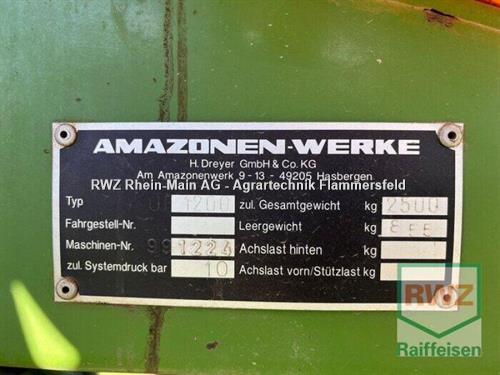 AMAZONEN-WERKE
H. Dreyer GmbH & Co. KG
Am Amazonenwerk 9 - 13 - 49205 Hasbergen
RWZ Rhein-Main AG - Agrartechnik Flammersfeld
Typ 1200 zul. Gesamtgewicht kg 2500
Fahrgestell-Nr. Leergewicht kg
Maschinen-Nr. 991224 Achslast hinten kg
zul. Systemdruck bar 10 Achslast vorn/Stützlast kg
RWZ
Raiffeisen